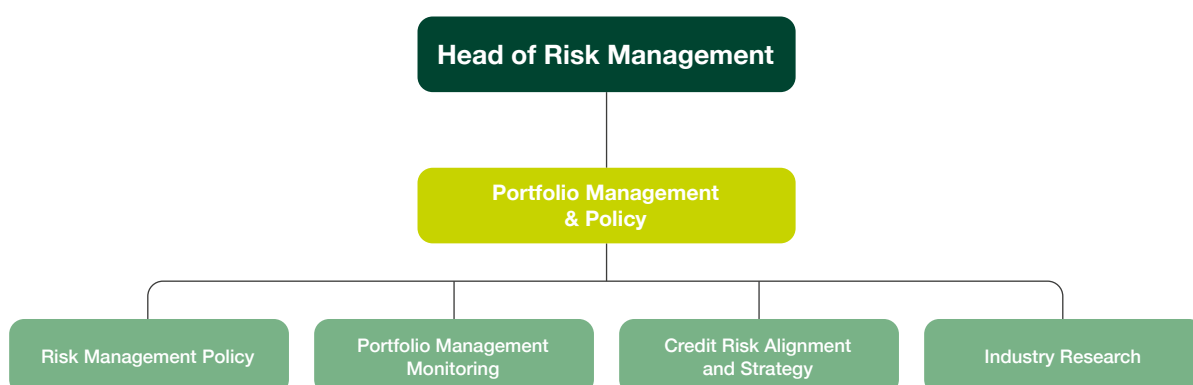 Head of Risk Management
Portfolio Management
& Policy
Risk Management Policy
Portfolio Management
Monitoring
Credit Risk Alignment
and Strategy
Industry Research